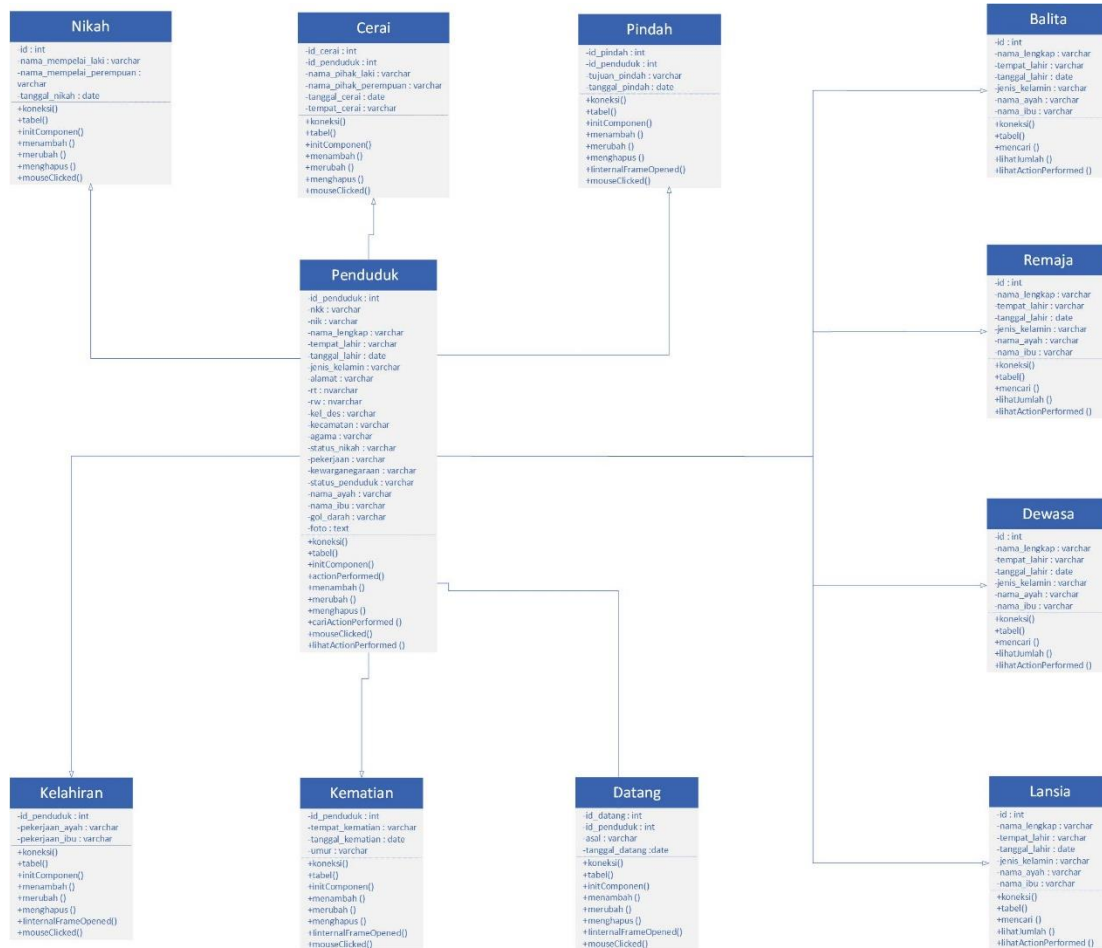 Nikah
-id : int
-nama_mempelai_laki : varchar
-nama_mempelai_perempuan :
varchar
-tanggal_nikah : date
+koneksi()
+tabel()
+initComponen()
+menambah ()
+merubah ()
+menghapus ()
+mouseClicked()
Cerai
-id_cerai : int
-id_penduduk : int
-nama_pihak_laki : varchar
-nama_pihak_perempuan : varchar
-tanggal_cerai : date
-tempat_cerai : varchar
+koneksi()
+tabel()
+initComponen()
+menambah ()
+merubah ()
+menghapus ()
+mouseClicked()
Pindah
-id_pindah : int
-id_penduduk : int
-tujuan_pindah : varchar
-tanggal_pindah : date
+koneksi()
+tabel()
+initComponen()
+menambah ()
+merubah ()
+menghapus ()
+IinternalFrameOpened()
+mouseClicked()
Balita
-id : int
-nama_lengkap : varchar
-tempat_lahir : varchar
-tanggal_lahir : date
-jenis_kelamin : varchar
-nama_ayah : varchar
-nama_ibu : varchar
+koneksi()
+tabel()
+mencari ()
+lihatJumlah ()
+lihatActionPerformed ()
Penduduk
-id_penduduk : int
-nkk : varchar
-nik : varchar
-nama_lengkap : varchar
-tempat_lahir : varchar
-tanggal_lahir : date
-jenis_kelamin : varchar
-alamat : varchar
-rt : nvarchar
-rw : nvarchar
-kel_des : varchar
-kecamatan : varchar
-agama : varchar
-status_nikah : varchar
-pekerjaan : varchar
-kewarganegaraan : varchar
-status_penduduk : varchar
-nama_ayah : varchar
-nama_ibu : varchar
-gol_darah : varchar
-foto : text
+koneksi()
+tabel()
+initComponen()
+actionPerformed()
+menambah ()
+merubah ()
+menghapus ()
+cariActionPerformed ()
+mouseClicked()
+lihatActionPerformed ()
Remaja
-id : int
-nama_lengkap : varchar
-tempat_lahir : varchar
-tanggal_lahir : date
-jenis_kelamin : varchar
-nama_ayah : varchar
-nama_ibu : varchar
+koneksi()
+tabel()
+mencari ()
+lihatJumlah ()
+lihatActionPerformed ()
Dewasa
-id : int
-nama_lengkap : varchar
-tempat_lahir : varchar
-tanggal_lahir : date
-jenis_kelamin : varchar
-nama_ayah : varchar
-nama_ibu : varchar
+koneksi()
+tabel()
+mencari ()
+lihatJumlah ()
+lihatActionPerformed ()
Kelahiran
-id_penduduk : int
-pekerjaan_ayah : varchar
-pekerjaan_ibu : varchar
+koneksi()
+tabel()
+initComponen()
+menambah ()
+merubah ()
+menghapus ()
+IinternalFrameOpened()
+mouseClicked()
Kematian
-id_penduduk : int
-tempat_kematian : varchar
-tanggal_kematian : date
-umur : varchar
+koneksi()
+tabel()
+initComponen()
+menambah ()
+merubah ()
+menghapus ()
+IinternalFrameOpened()
+mouseClicked()
Datang
-id_datang : int
-id_penduduk : int
-asal : varchar
-tanggal_datang :date
+koneksi()
+tabel()
+initComponen()
+menambah ()
+merubah ()
+menghapus ()
+IinternalFrameOpened()
+mouseClicked()
Lansia
-id : int
-nama_lengkap : varchar
-tempat_lahir : varchar
-tanggal_lahir : date
-jenis_kelamin : varchar
-nama_ayah : varchar
-nama_ibu : varchar
+koneksi()
+tabel()
+mencari ()
+lihatJumlah ()
+lihatActionPerformed ()